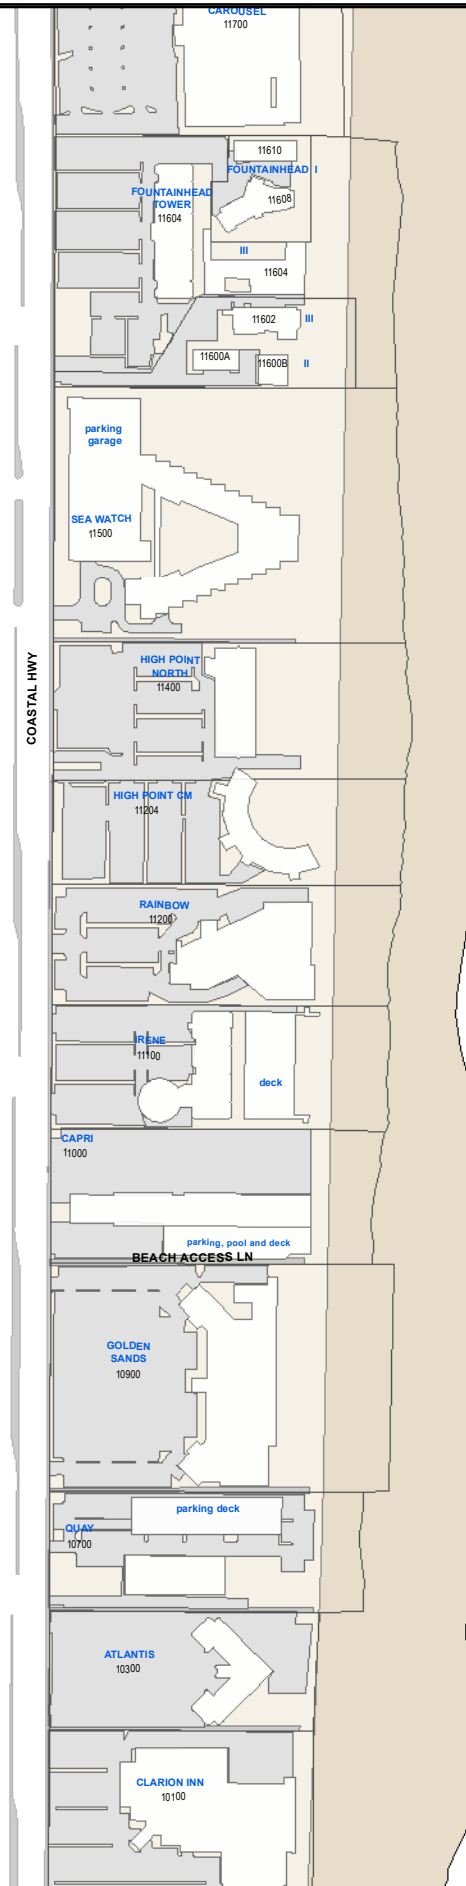 CAROUSEL
11700
11610
FOUNTAINHEAD I
FOUNTAINHEAD
TOWER
11604
11608
III
11604
11602
III
11600A
11600B
II
parking
garage
SEA WATCH
11500
COASTAL HWY
HIGH POINT
NORTH
11400
HIGH POINT CM
11204
RAINBOW
11200
IRENE
11100
deck
CAPRI
11000
parking, pool and deck
BEACH ACCESS LN
GOLDEN
SANDS
10900
parking deck
QUAY
10700
ATLANTIS
10300
CLARION INN
10100